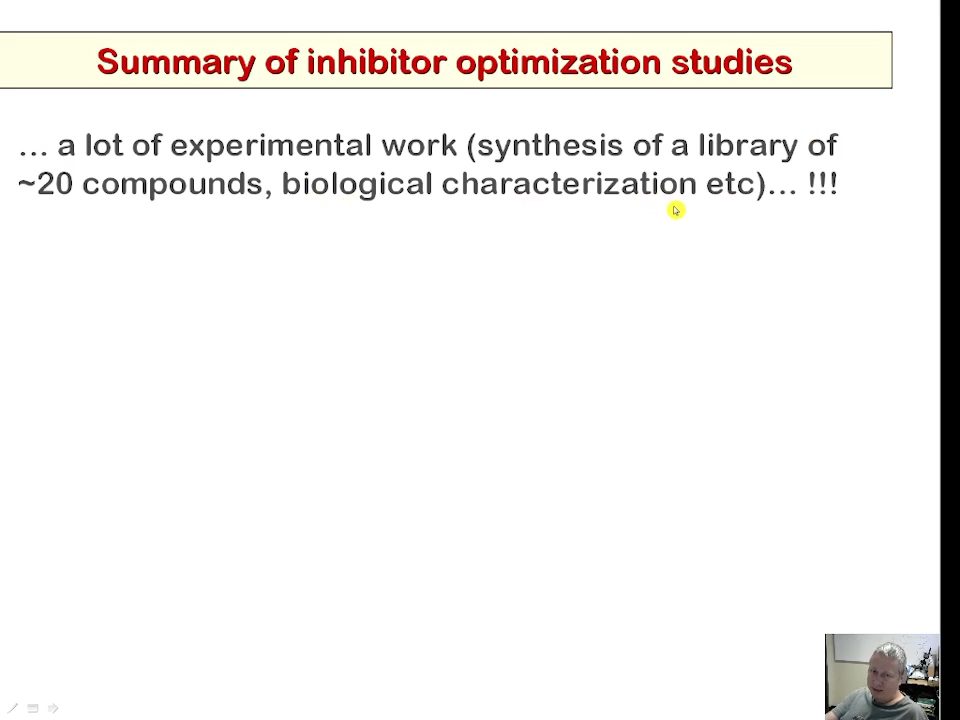 Summary of inhibitor optimization studies
… a lot of experimental work (synthesis of a library of
~20 compounds, biological characterization etc)… !!!